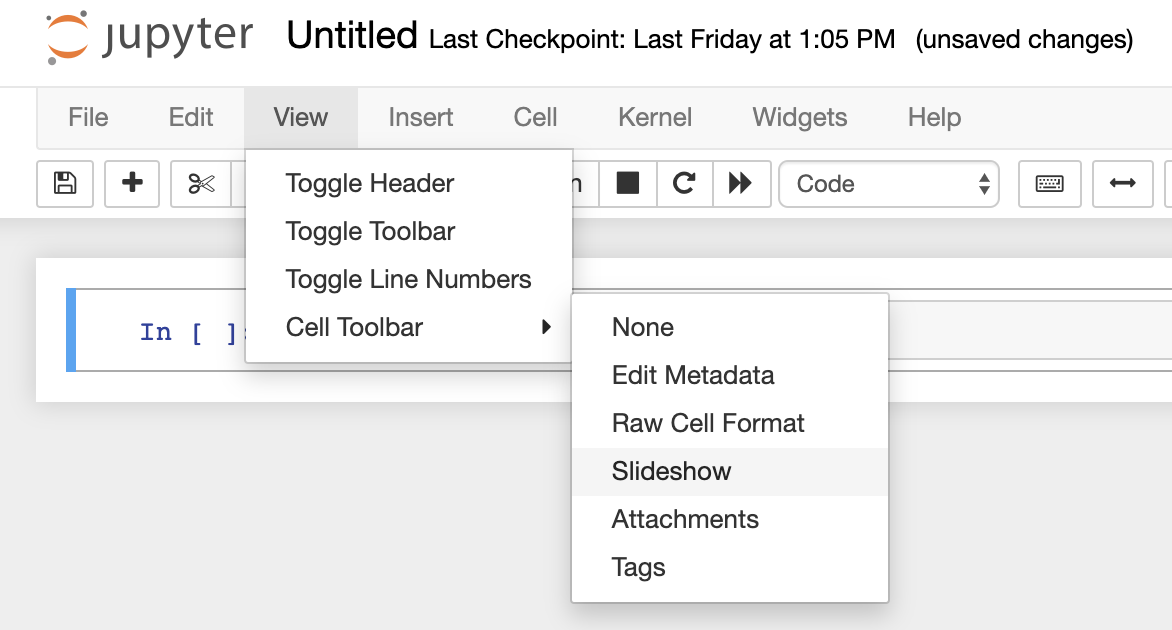 jupyter Untitled Last Checkpoint: Last Friday at 1:05 PM (unsaved changes)
File Edit View Insert Cell Kernel Widgets Help
Code
Toggle Header
Toggle Toolbar
Toggle Line Numbers
Cell Toolbar
In [ ]:
None
Edit Metadata
Raw Cell Format
Slideshow
Attachments
Tags